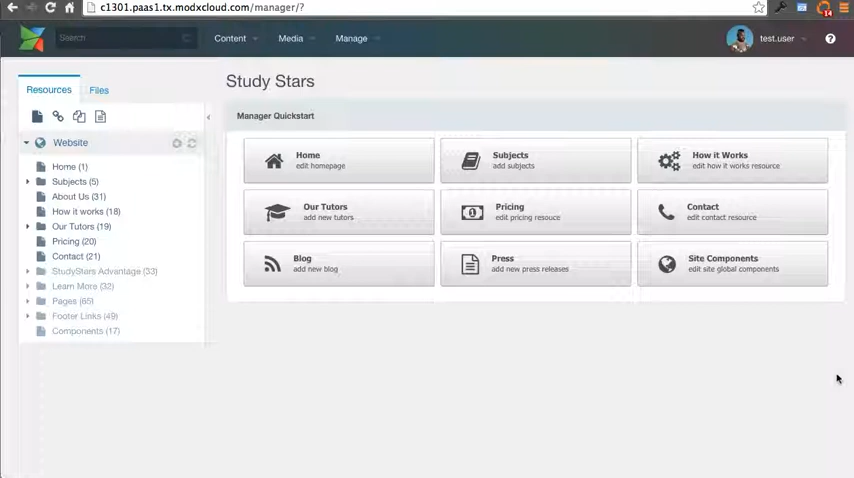 c1301.paas1.tx.modxcloud.com/manager/?
14
Search
Content
Media
Manage
test.user
Resources
Files
Study Stars
Manager Quickstart
Website
Home (1)
Subjects (5)
About Us (31)
How it works (18)
Our Tutors (19)
Pricing (20)
Contact (21)
StudyStars Advantage (33)
Learn More (32)
Pages (65)
Footer Links (49)
Components (17)
Home
edit homepage
Subjects
add subjects
How it Works
edit how it works resource
Our Tutors
add new tutors
Pricing
edit pricing resouce
Contact
edit contact resource
Blog
add new blog
Press
add new press releases
Site Components
edit site global components